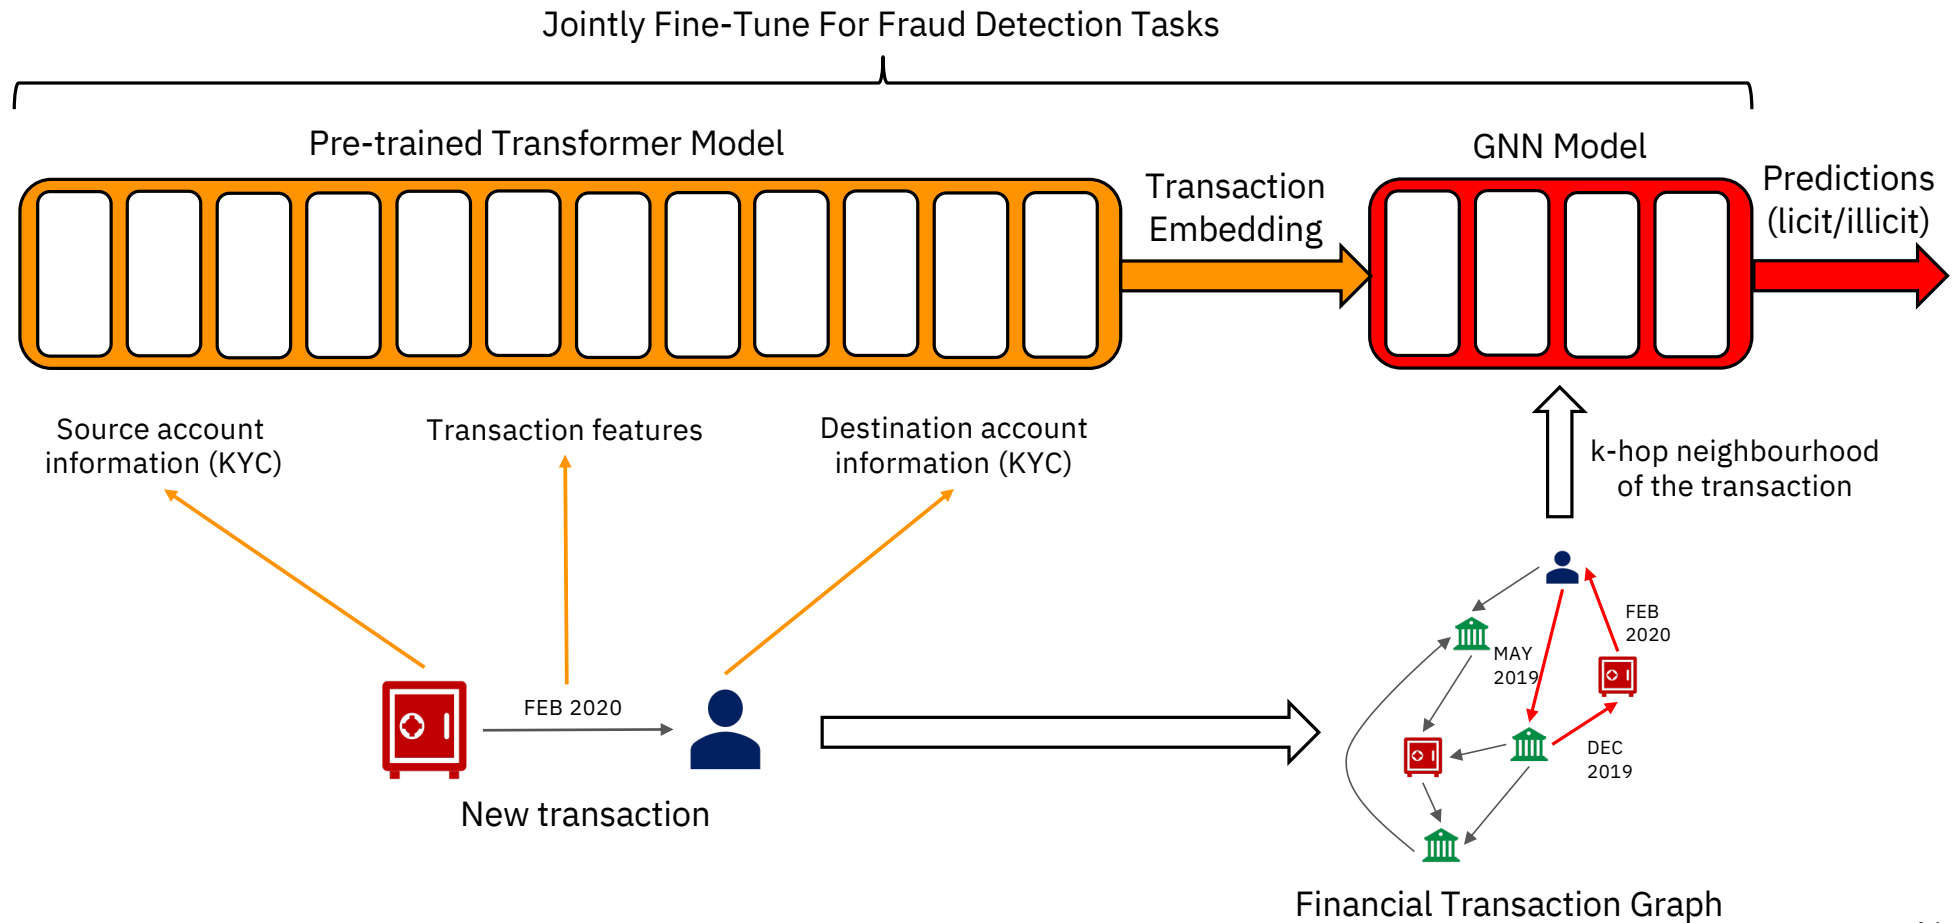 Jointly Fine-Tune For Fraud Detection Tasks
Pre-trained Transformer Model
GNN Model
Transaction
Embedding
Predictions
(licit/illicit)
Source account
information (KYC)
Transaction features
Destination account
information (KYC)
k-hop neighbourhood
of the transaction
FEB 2020
New transaction
FEB
2020
MAY
2019
DEC
2019
Financial Transaction Graph